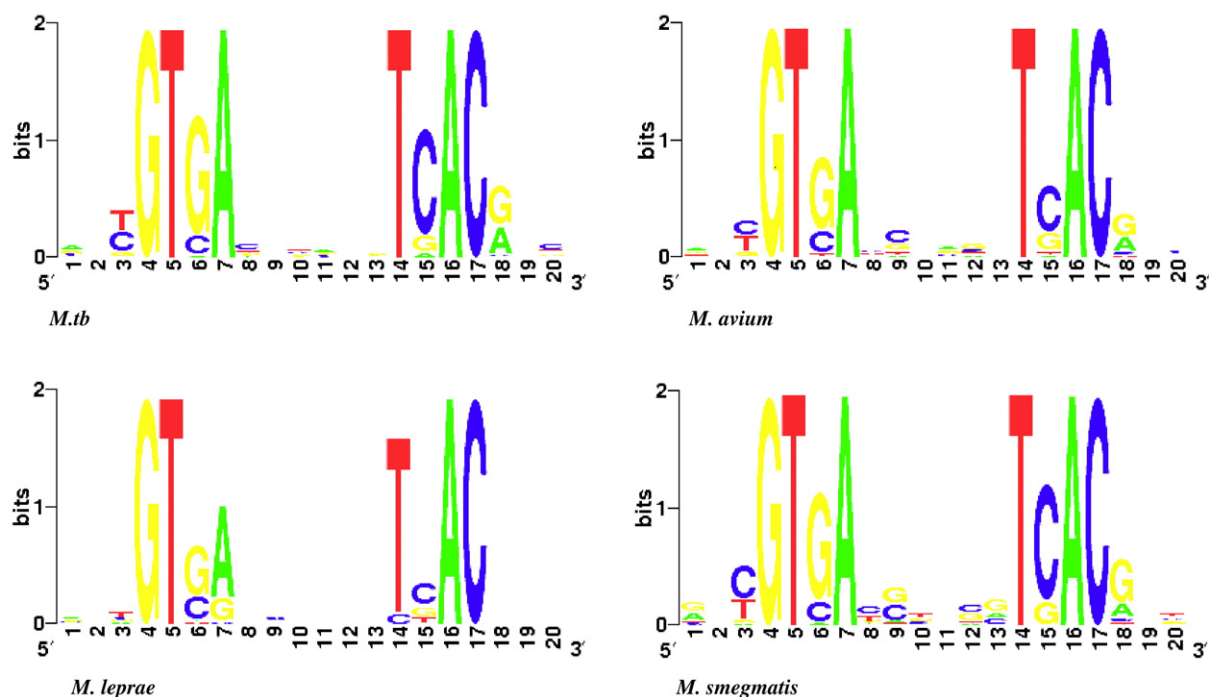 2
bits
1
0
T C G T G C A C T C G A C G A C
5′ 1 2 3 4 5 6 7 8 9 10 11 12 13 14 15 16 17 18 19 20 3′
M.tb
2
bits
1
0
C T G T G C A C T C G A C G A
5′ 1 2 3 4 5 6 7 8 9 10 11 12 13 14 15 16 17 18 19 20 3′
M. avium
2
bits
1
0
G T G C A G T C C G A C
5′ 1 2 3 4 5 6 7 8 9 10 11 12 13 14 15 16 17 18 19 20 3′
M. leprae
2
bits
1
0
G A C T G T G C A C G C C G T C G A C G A
5′ 1 2 3 4 5 6 7 8 9 10 11 12 13 14 15 16 17 18 19 20 3′
M. smegmatis